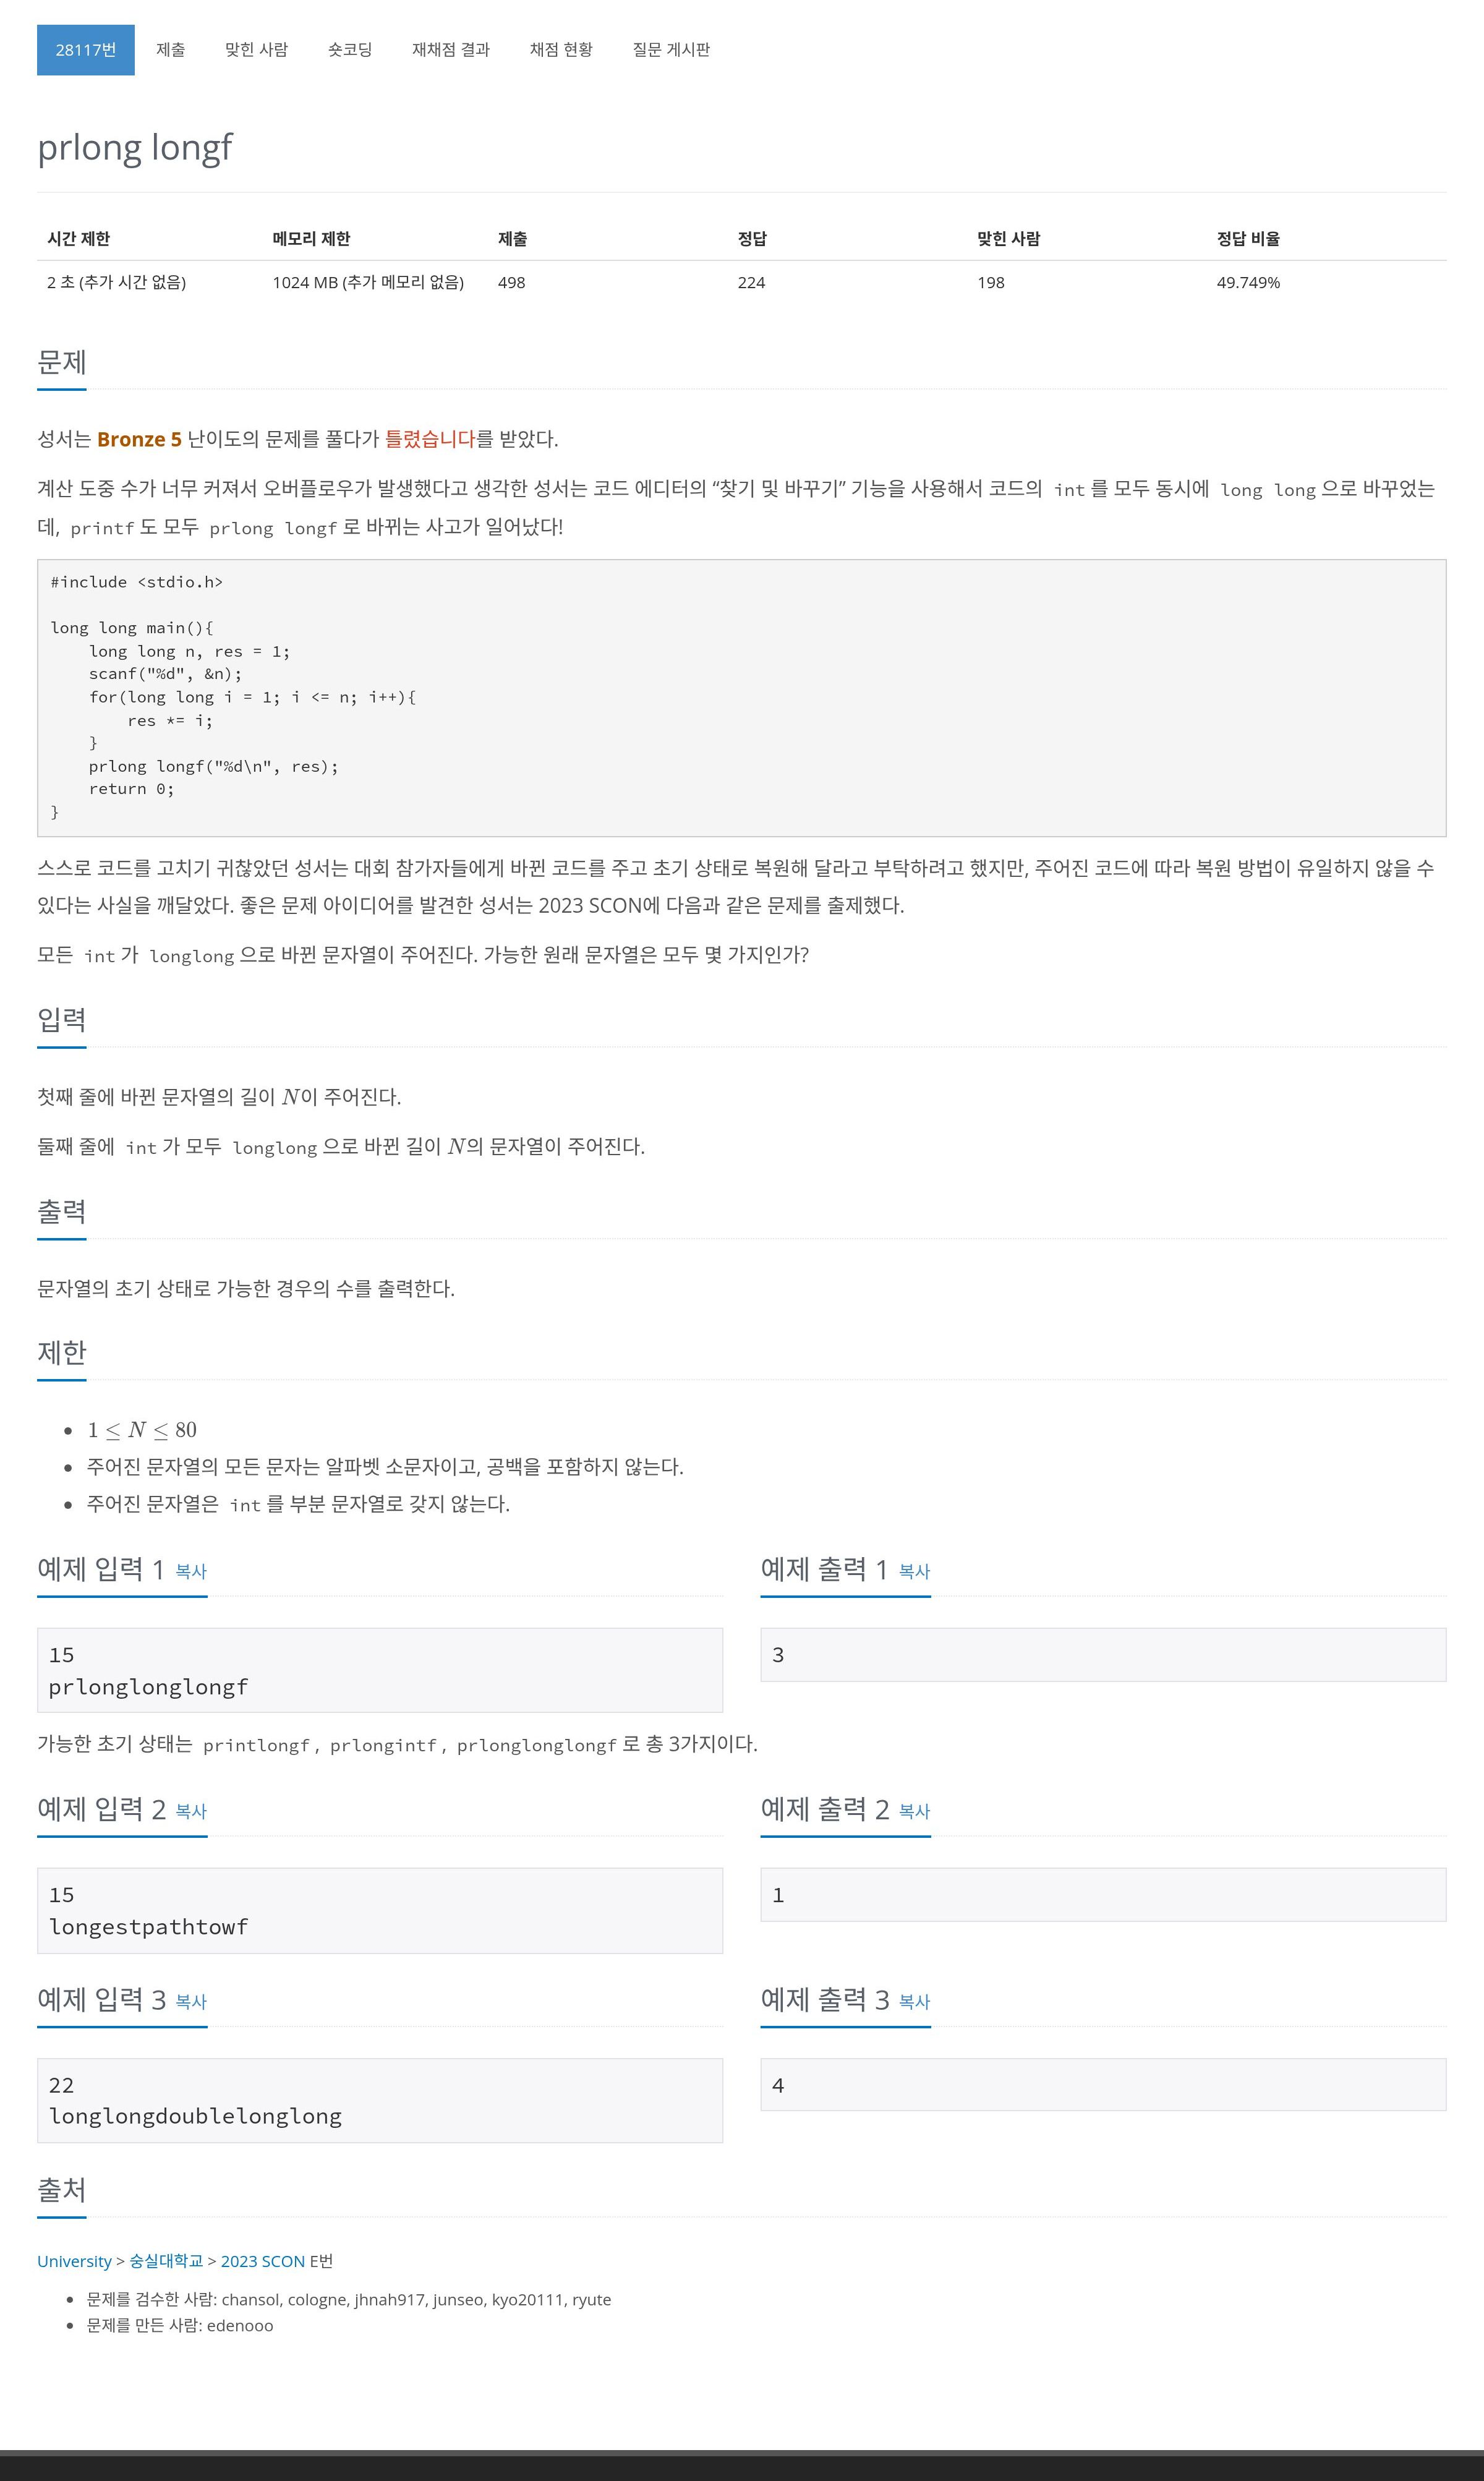 28117번 제출 맞힌 사람 숏코딩 재채점 결과 채점 현황 질문 게시판
prlong longf
시간 제한 메모리 제한 제출 정답 맞힌 사람 정답 비율
2 초 (추가 시간 없음) 1024 MB (추가 메모리 없음) 498 224 198 49.749%
문제
성서는 Bronze 5 난이도의 문제를 풀다가 틀렸습니다를 받았다.
계산 도중 수가 너무 커져서 오버플로우가 발생했다고 생각한 성서는 코드 에디터의 “찾기 및 바꾸기” 기능을 사용해서 코드의 int 를 모두 동시에 long long 으로 바꾸었는
데, printf 도 모두 prlong longf 로 바뀌는 사고가 일어났다!
#include <stdio.h>
long long main(){
    long long n, res = 1;
    scanf("%d", &n);
    for(long long i = 1; i <= n; i++){
        res *= i;
    }
    prlong longf("%d\n", res);
    return 0;
}
스스로 코드를 고치기 귀찮았던 성서는 대회 참가자들에게 바뀐 코드를 주고 초기 상태로 복원해 달라고 부탁하려고 했지만, 주어진 코드에 따라 복원 방법이 유일하지 않을 수
있다는 사실을 깨달았다. 좋은 문제 아이디어를 발견한 성서는 2023 SCON에 다음과 같은 문제를 출제했다.
모든 int 가 longlong 으로 바뀐 문자열이 주어진다. 가능한 원래 문자열은 모두 몇 가지인가?
입력
첫째 줄에 바뀐 문자열의 길이 N이 주어진다.
둘째 줄에 int 가 모두 longlong 으로 바뀐 길이 N의 문자열이 주어진다.
출력
문자열의 초기 상태로 가능한 경우의 수를 출력한다.
제한
• 1 ≤ N ≤ 80
• 주어진 문자열의 모든 문자는 알파벳 소문자이고, 공백을 포함하지 않는다.
• 주어진 문자열은 int 를 부분 문자열로 갖지 않는다.
예제 입력 1 복사 예제 출력 1 복사
15 3
prlonglonglongf
가능한 초기 상태는 printlongf, prlongintf, prlonglonglongf 로 총 3가지이다.
예제 입력 2 복사 예제 출력 2 복사
15 1
longestpathtowf
예제 입력 3 복사 예제 출력 3 복사
22 4
longlongdoublelonglong
출처
University > 숭실대학교 > 2023 SCON E번
• 문제를 검수한 사람: chansol, cologne, jhnah917, junseo, kyo20111, ryute
• 문제를 만든 사람: edenooo